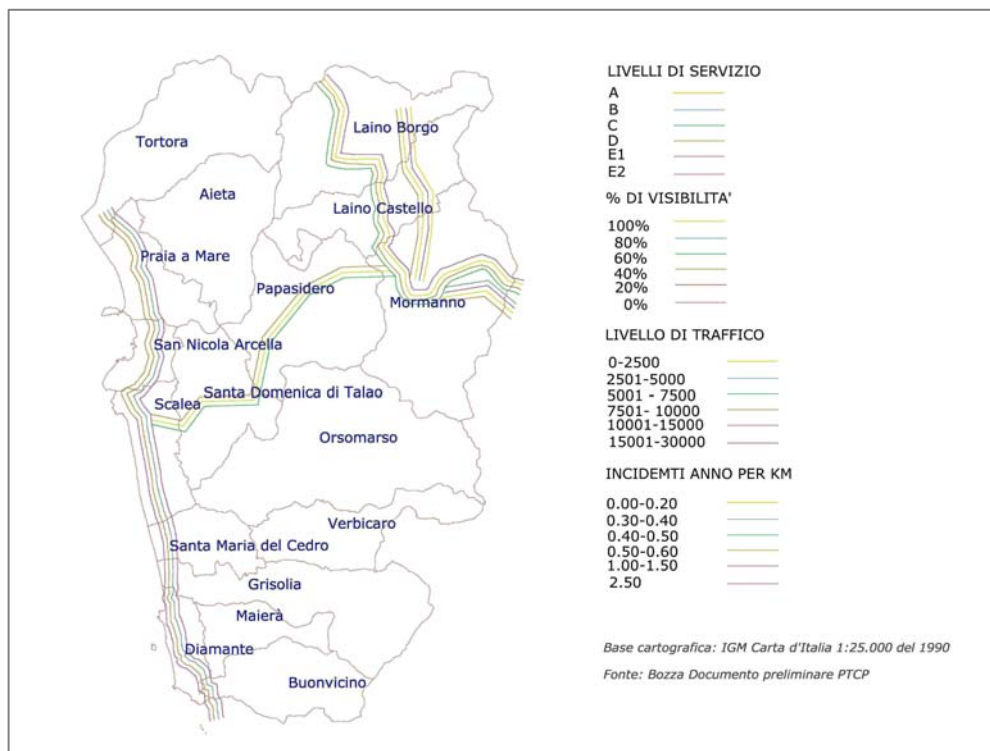 Tortora
Laino Borgo
Aieta
Laino Castello
Praia a Mare
Papasidero
Mormanno
San Nicola Arcella
Santa Domenica di Talao
Scalea
Orsomarso
Verbicaro
Santa Maria del Cedro
Grisolia
Maierà
Diamante
Buonvicino
LIVELLI DI SERVIZIO
A
B
C
D
E1
E2
% DI VISIBILITA'
100%
80%
60%
40%
20%
0%
LIVELLO DI TRAFFICO
0-2500
2501-5000
5001 - 7500
7501- 10000
10001-15000
15001-30000
INCIDEMTI ANNO PER KM
0.00-0.20
0.30-0.40
0.40-0.50
0.50-0.60
1.00-1.50
2.50
Base cartografica: IGM Carta d'Italia 1:25.000 del 1990
Fonte: Bozza Documento preliminare PTCP